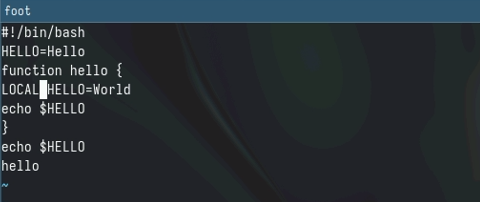 foot
#!/bin/bash
HELLO=Hello
function hello {
LOCAL HELLO=World
echo $HELLO
}
echo $HELLO
hello
~